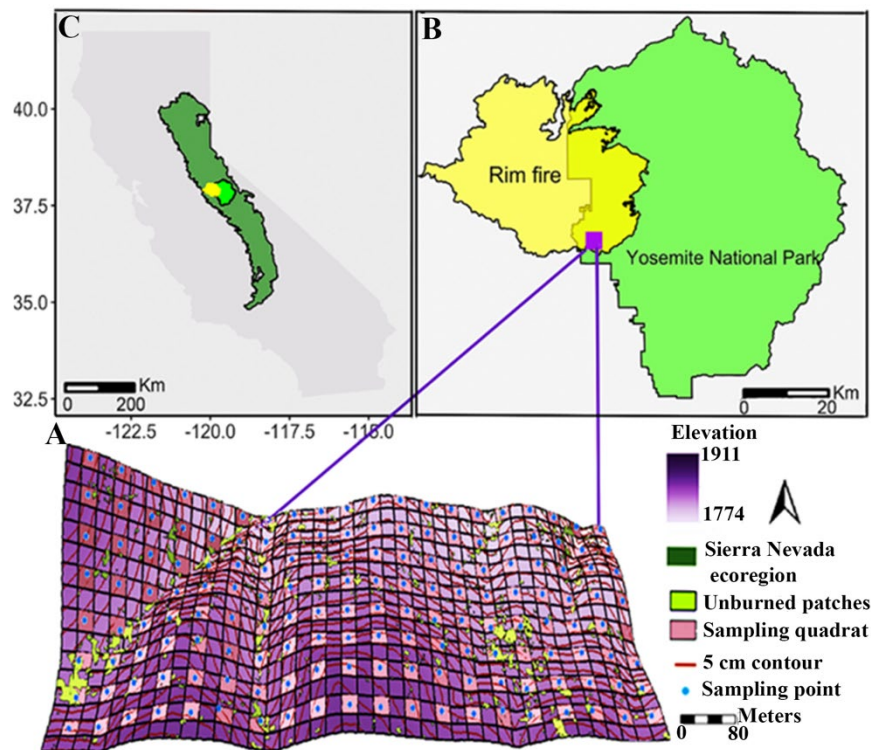 C
40.0
37.5
35.0
32.5
Km
0 200
-122.5 -120.0 -117.5 -115.0
B
Rim fire
Yosemite National Park
Km
0 20
A
Elevation
1911
1774
Sierra Nevada
ecoregion
Unburned patches
Sampling quadrat
5 cm contour
Sampling point
Meters
0 80